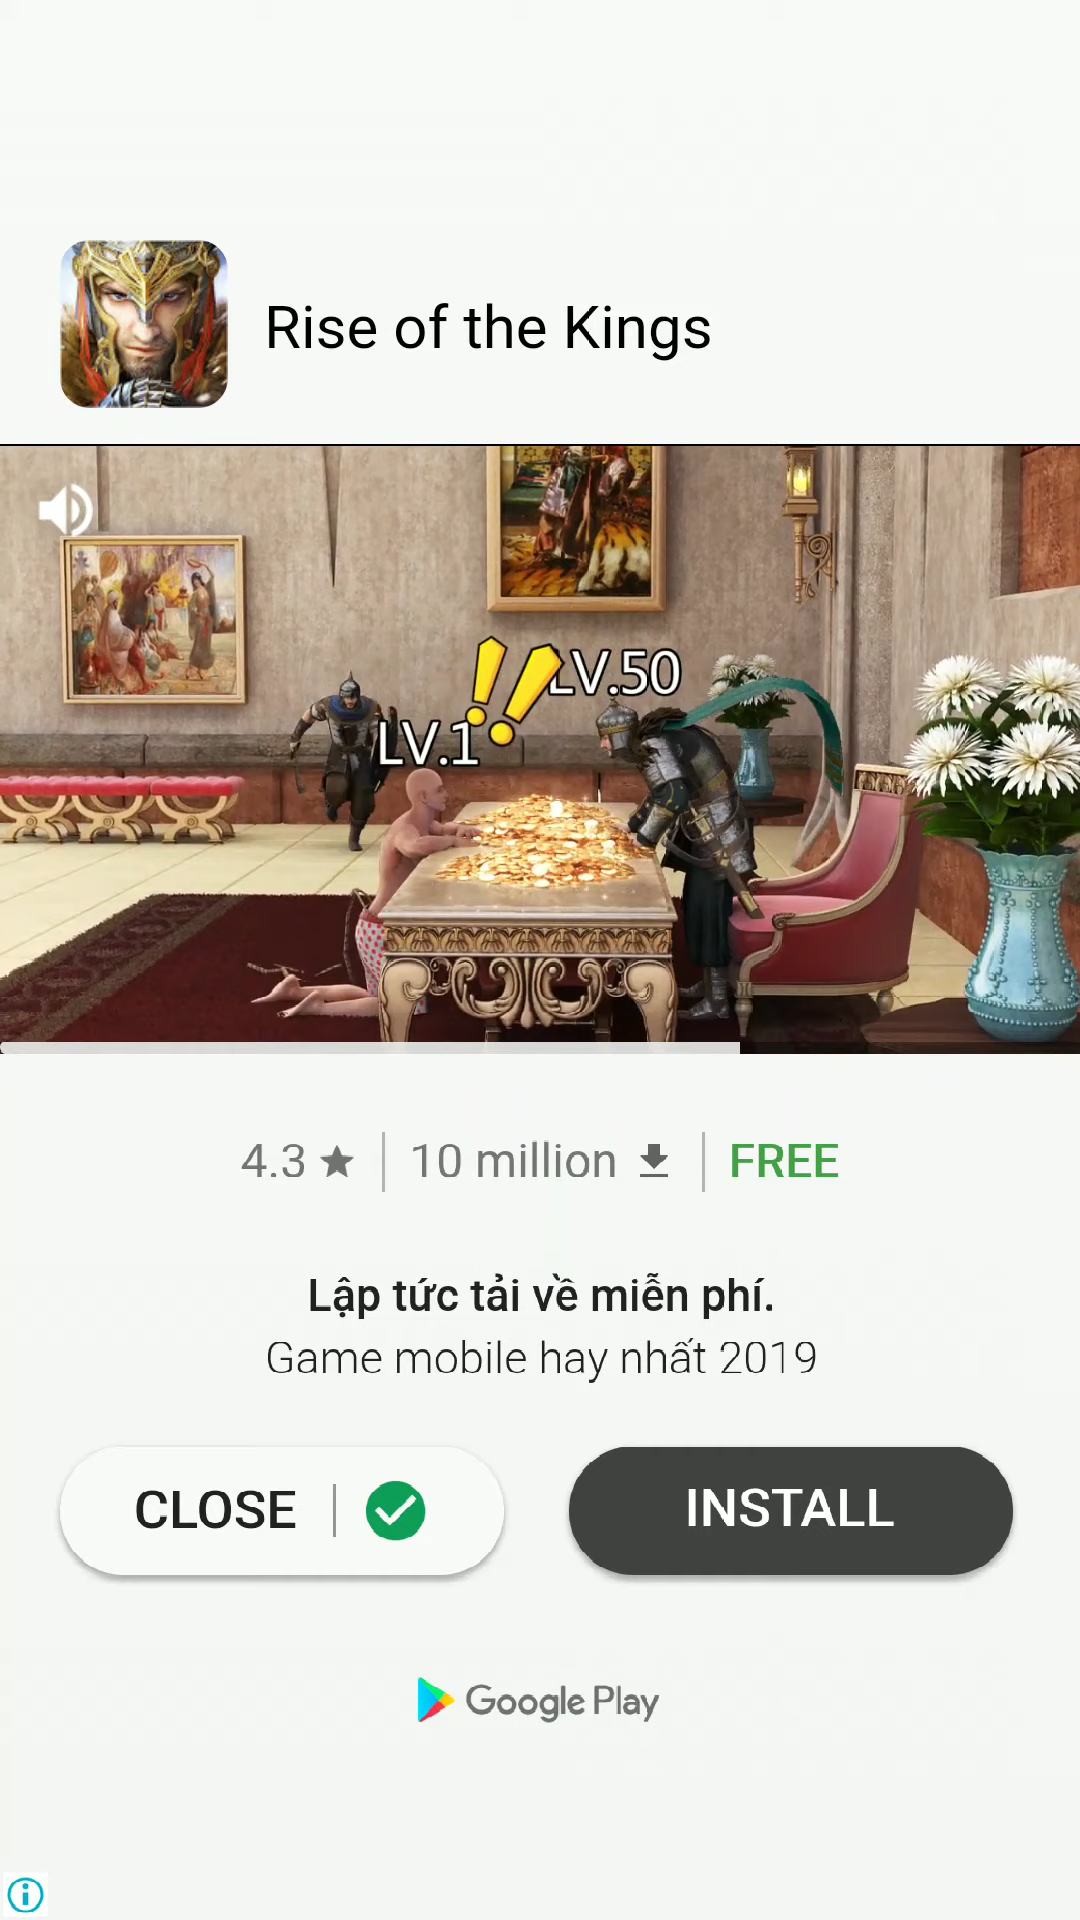 Rise of the Kings
LV.50
LV.1
4.3
10 million
FREE
Lập tức tải về miễn phí.
Game mobile hay nhất 2019
CLOSE
INSTALL
Google Play